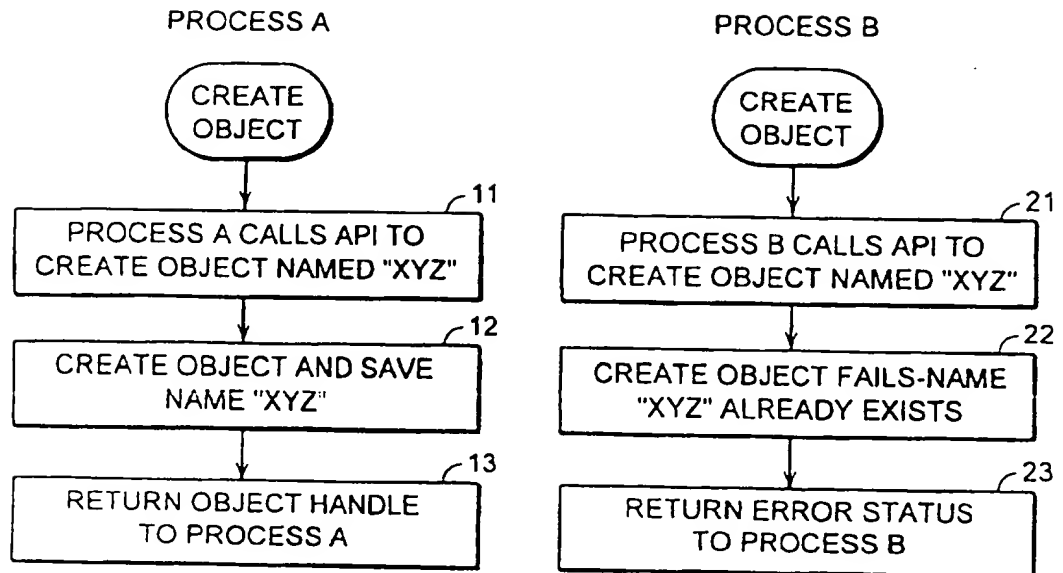 PROCESS A
CREATE
OBJECT
11
PROCESS A CALLS API TO
CREATE OBJECT NAMED "XYZ"
12
CREATE OBJECT AND SAVE
NAME "XYZ"
13
RETURN OBJECT HANDLE
TO PROCESS A
PROCESS B
CREATE
OBJECT
21
PROCESS B CALLS API TO
CREATE OBJECT NAMED "XYZ"
22
CREATE OBJECT FAILS-NAME
"XYZ" ALREADY EXISTS
23
RETURN ERROR STATUS
TO PROCESS B